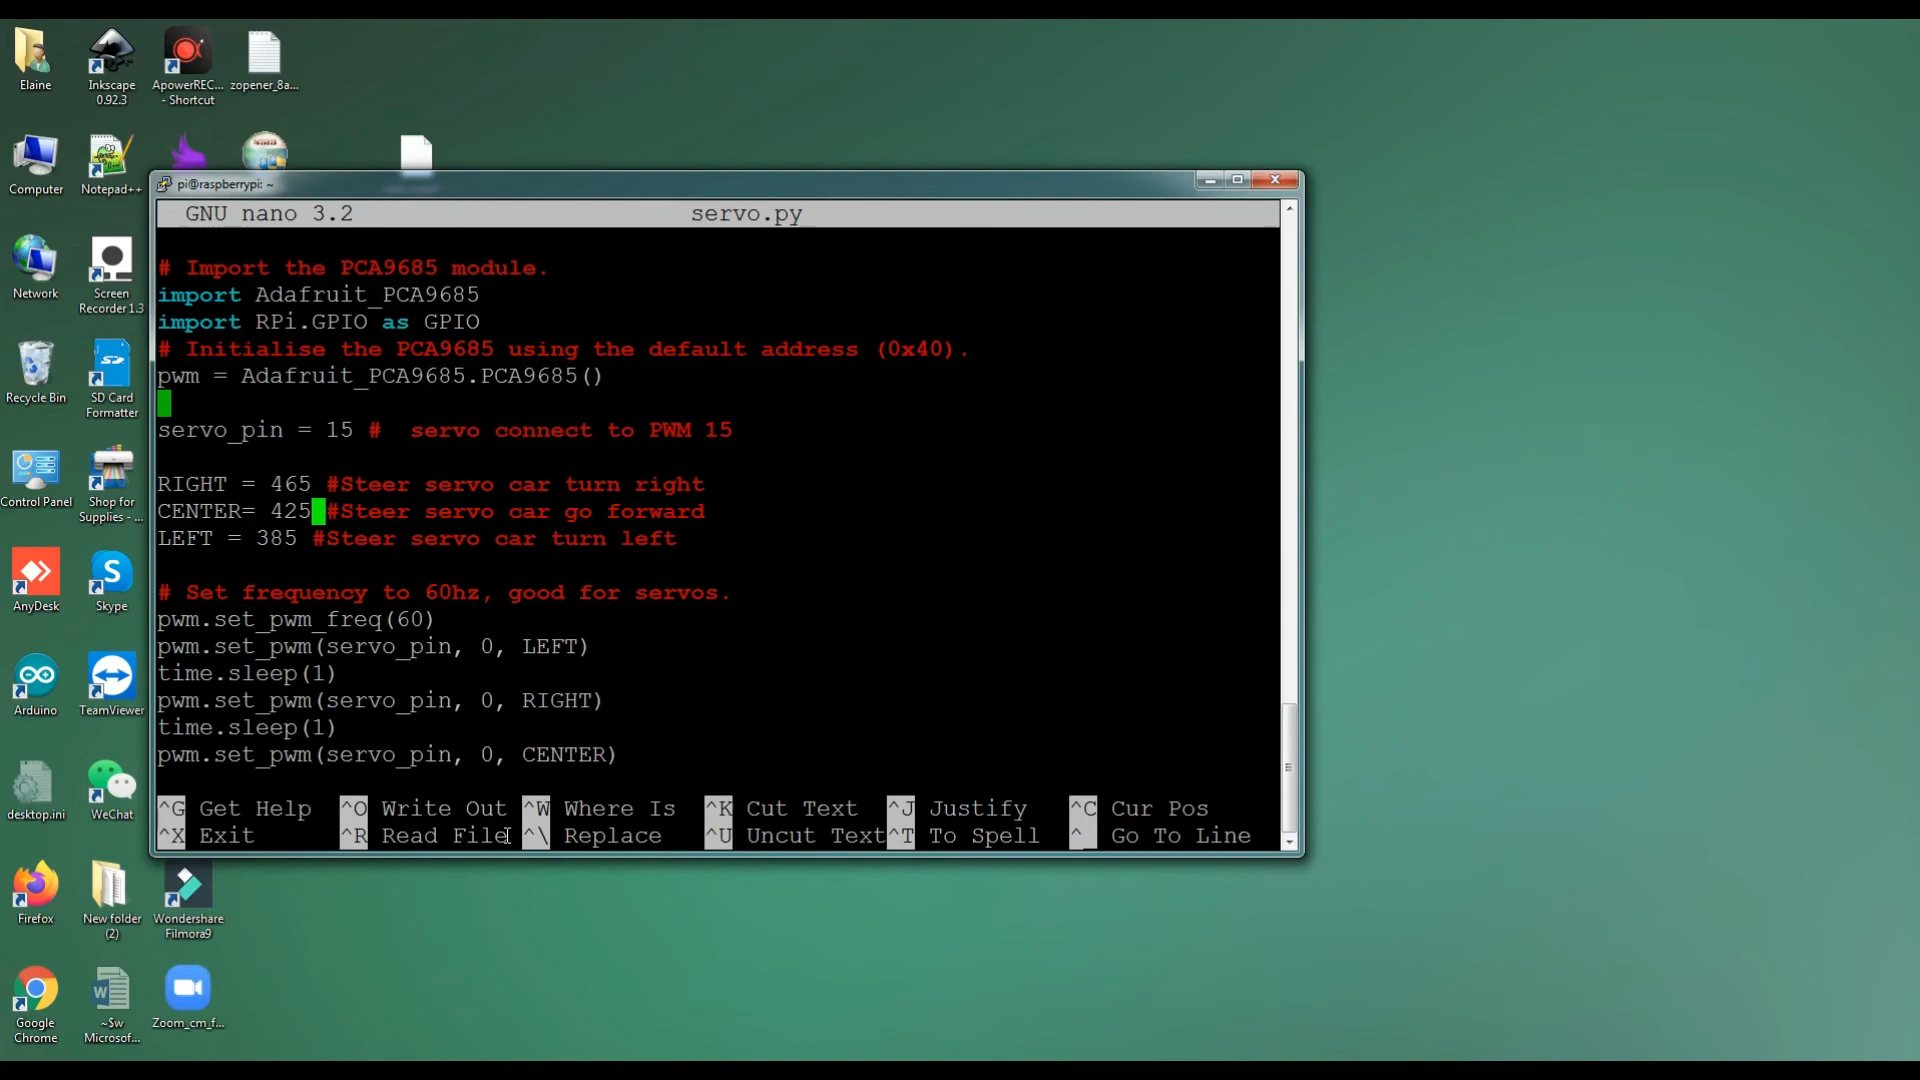 Elaine
Inkscape
0.92.3
ApowerREC...
- Shortcut
zopener_8a...
Computer
Notepad++
Network
Screen
Recorder1.3
Recycle Bin
SD Card
Formatter
Control Panel
Shop for
Supplies - ...
AnyDesk
Skype
Arduino
TeamViewer
desktop.ini
WeChat
Firefox
New folder
(2)
Wondershare
Filmora9
Google
Chrome
~$w
Microsof...
Zoom_cm_f...
pi@raspberrypi: ~
GNU nano 3.2 servo.py
# Import the PCA9685 module.
import Adafruit_PCA9685
import RPi.GPIO as GPIO
# Initialise the PCA9685 using the default address (0x40).
pwm = Adafruit_PCA9685.PCA9685()
servo_pin = 15 #  servo connect to PWM 15
RIGHT = 465 #Steer servo car turn right
CENTER= 425 #Steer servo car go forward
LEFT = 385 #Steer servo car turn left
# Set frequency to 60hz, good for servos.
pwm.set_pwm_freq(60)
pwm.set_pwm(servo_pin, 0, LEFT)
time.sleep(1)
pwm.set_pwm(servo_pin, 0, RIGHT)
time.sleep(1)
pwm.set_pwm(servo_pin, 0, CENTER)
^G Get Help ^O Write Out ^W Where Is ^K Cut Text ^J Justify ^C Cur Pos
^X Exit ^R Read File ^\ Replace ^U Uncut Text ^T To Spell ^_ Go To Line